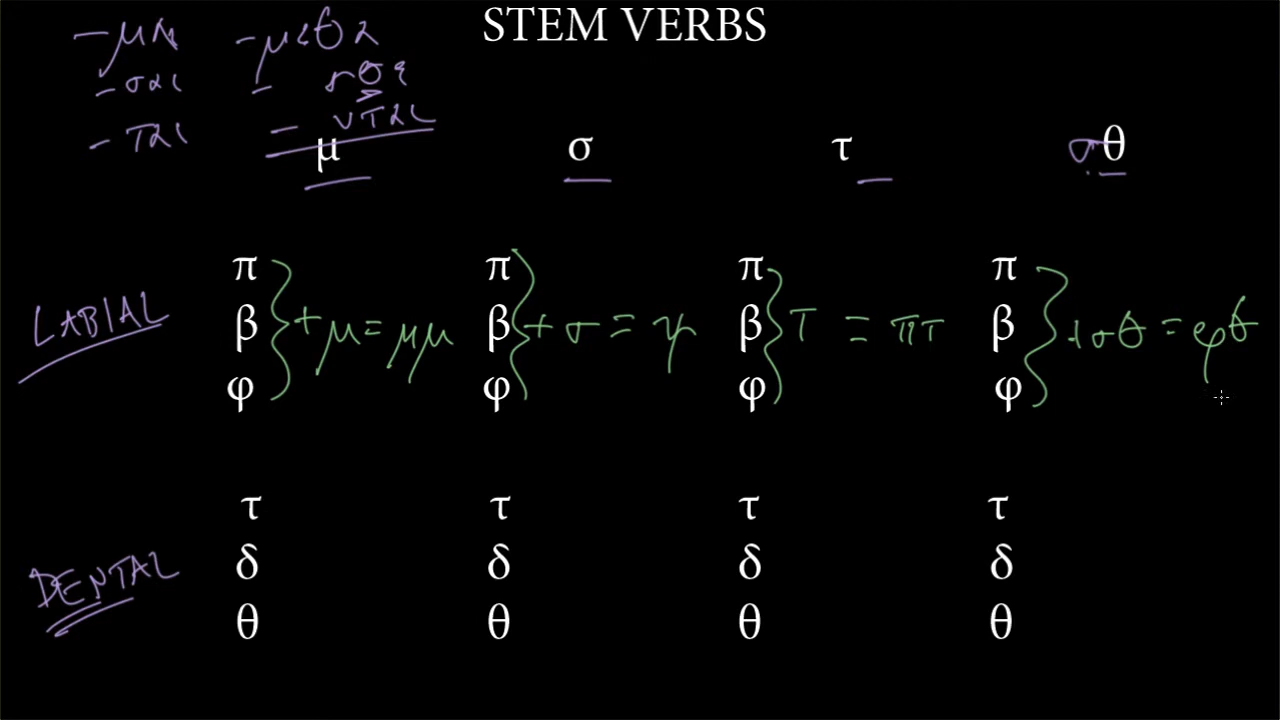 STEM VERBS
-μαι -μεθα
-σαι - σθε
-ται - νται
μ σ τ σθ
π π π π
LABIAL β } + μ = μμ β } + σ = ψ β } τ = πτ β } + σθ = φθ
φ φ φ φ
τ τ τ τ
DENTAL δ δ δ δ
θ θ θ θ